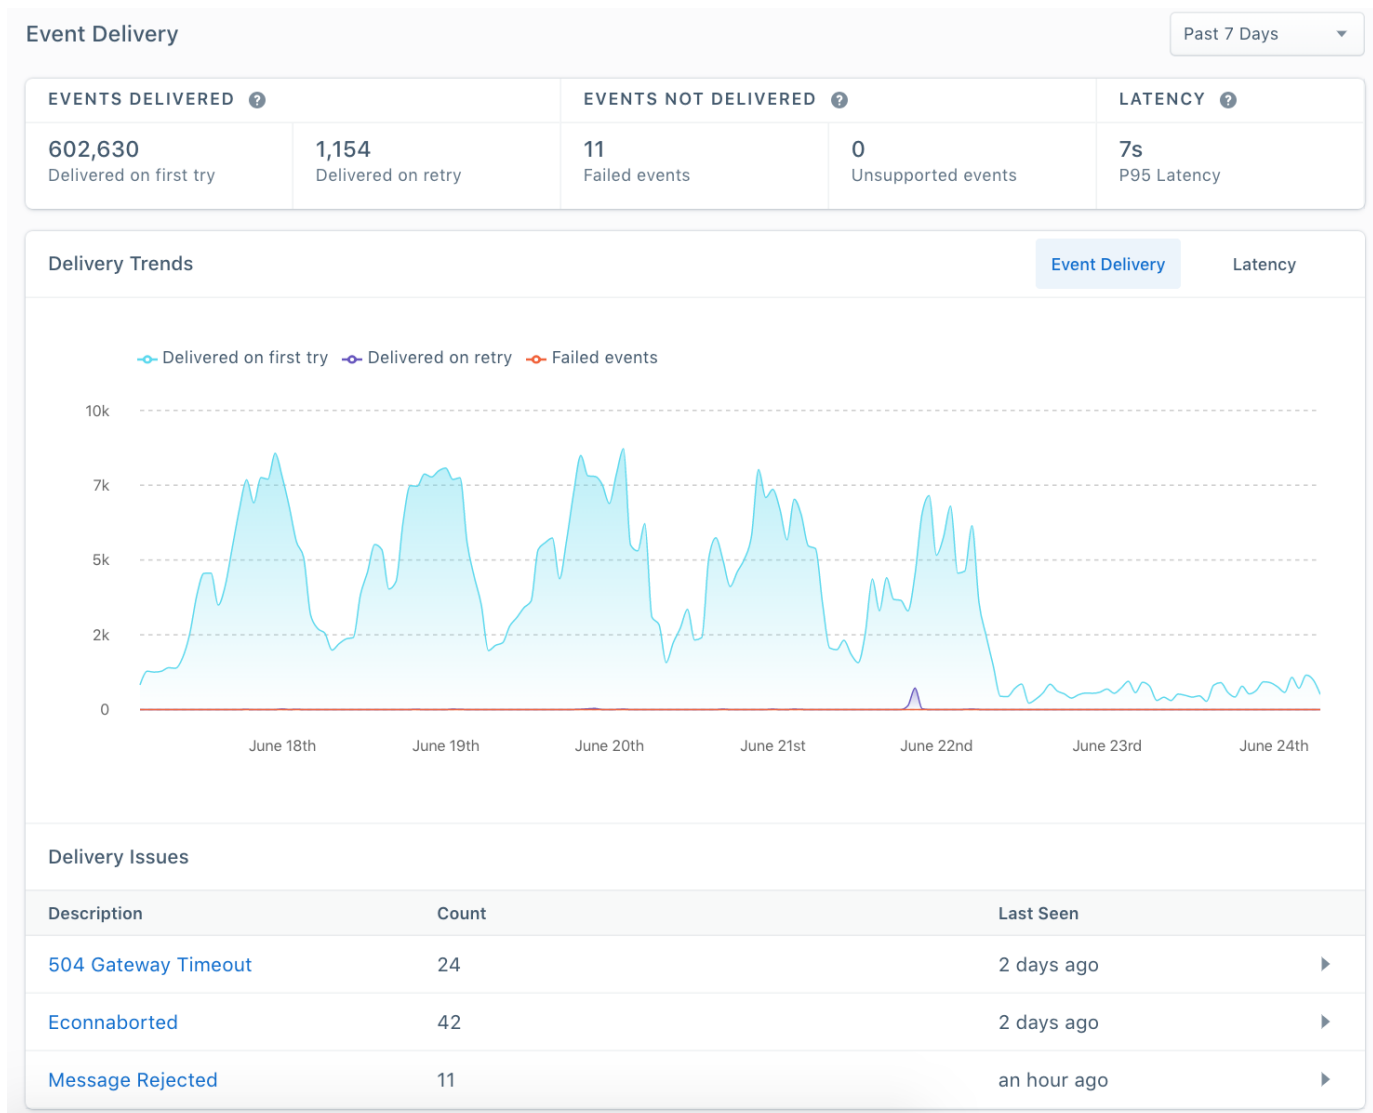 Event Delivery
Past 7 Days
EVENTS DELIVERED ?
EVENTS NOT DELIVERED ?
LATENCY ?
602,630
Delivered on first try
1,154
Delivered on retry
11
Failed events
0
Unsupported events
7s
P95 Latency
Delivery Trends
Event Delivery
Latency
Delivered on first try
Delivered on retry
Failed events
10k
7k
5k
2k
0
June 18th
June 19th
June 20th
June 21st
June 22nd
June 23rd
June 24th
Delivery Issues
Description Count Last Seen
504 Gateway Timeout 24 2 days ago
Econnaborted 42 2 days ago
Message Rejected 11 an hour ago